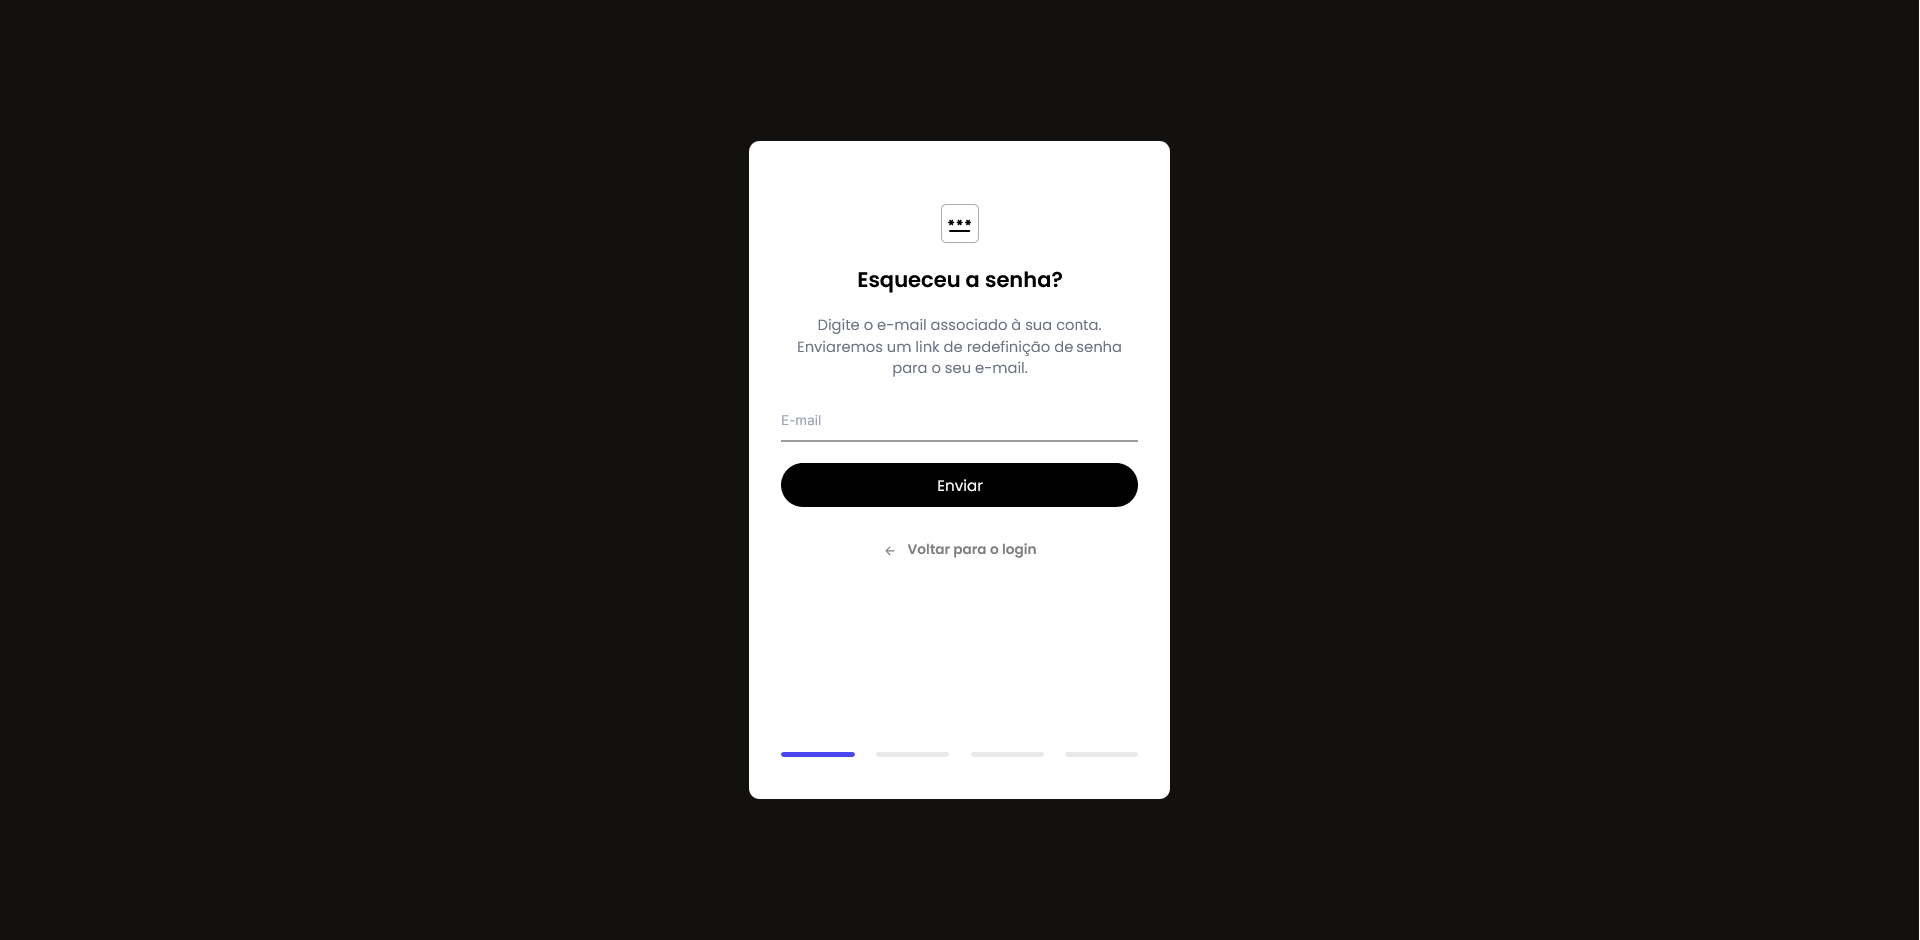 ***
Esqueceu a senha?
Digite o e-mail associado à sua conta.
Enviaremos um link de redefinição de senha
para o seu e-mail.
E-mail
Enviar
← Voltar para o login